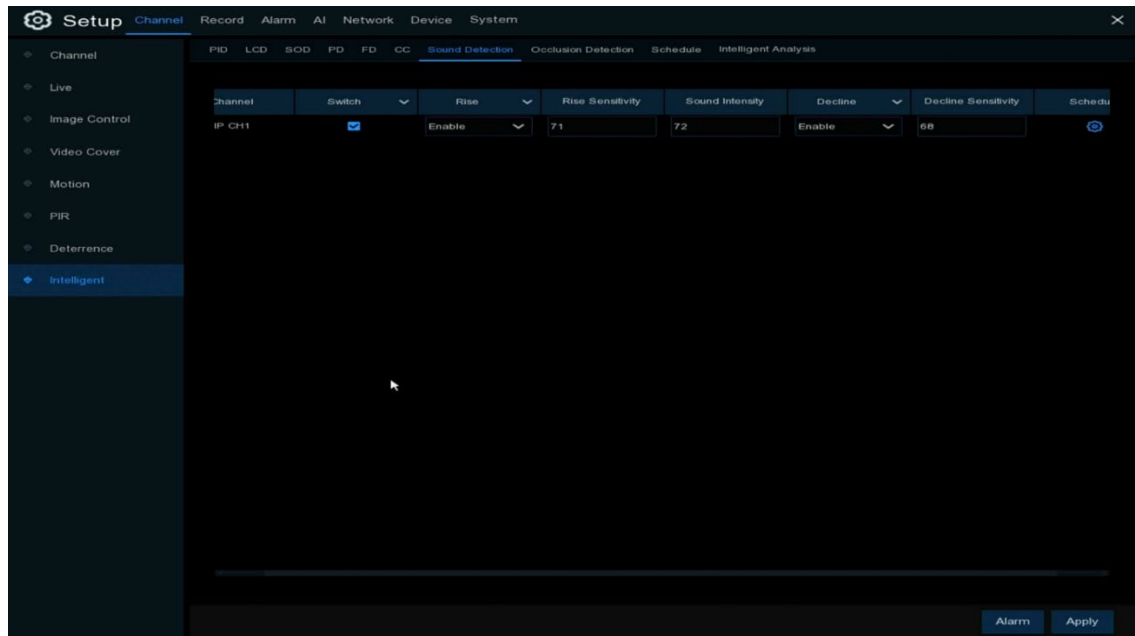 Setup Channel Record Alarm AI Network Device System
Channel
Live
Image Control
Video Cover
Motion
PIR
Deterrence
Intelligent
PID LCD SOD PD FD CC Sound Detection Occlusion Detection Schedule Intelligent Analysis
Channel Switch Rise Rise Sensitivity Sound Intensity Decline Decline Sensitivity Schedu
IP CH1 Enable 71 72 Enable 68
Alarm Apply